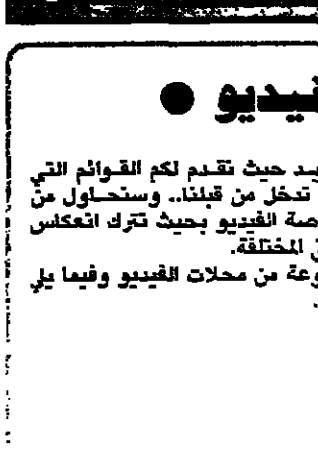 فيديو ●
يد حيث نقدم لكم القوائم التي
تدخل من قبلنا.. وسنحاول من
صة الفيديو بحيث تترك انعكاس
المختلفة.
وعة من محلات الفيديو وفيما يلي